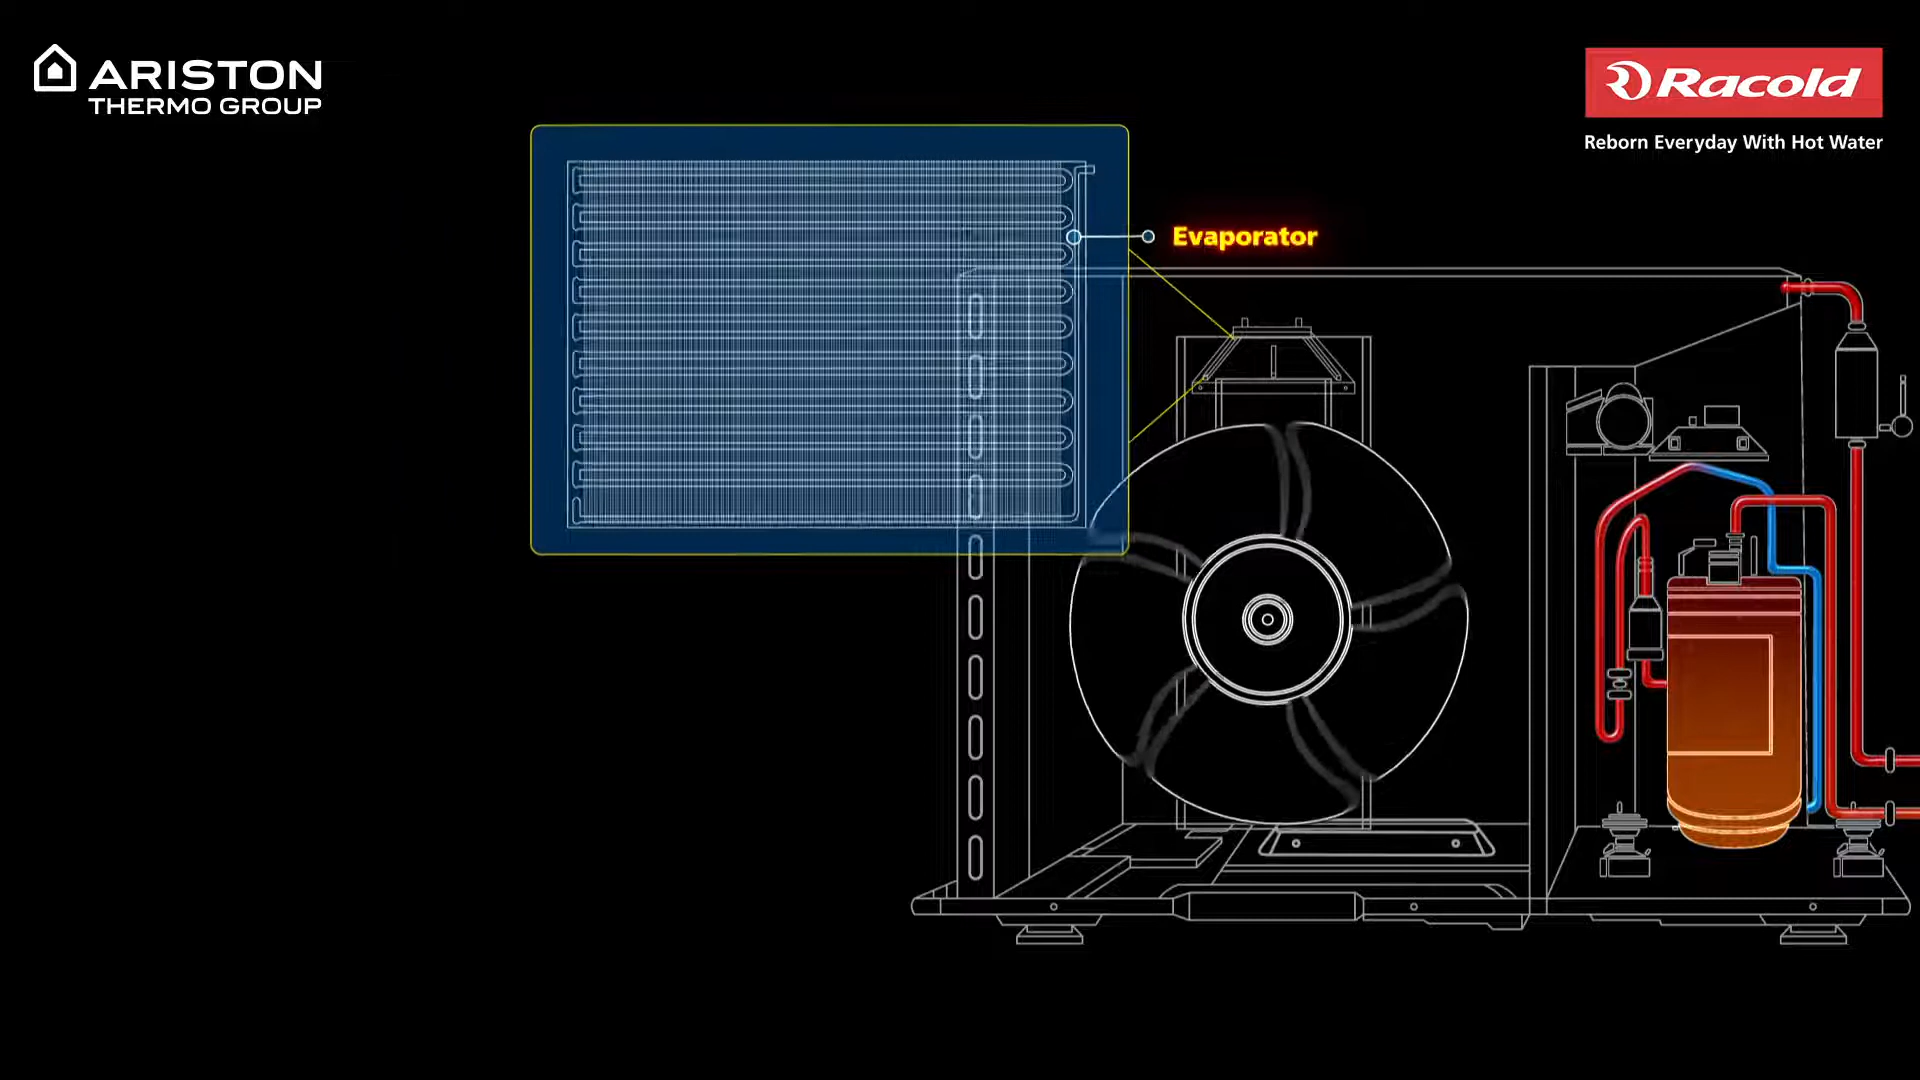 ARISTON
THERMO GROUP
Racold
Reborn Everyday With Hot Water
Evaporator